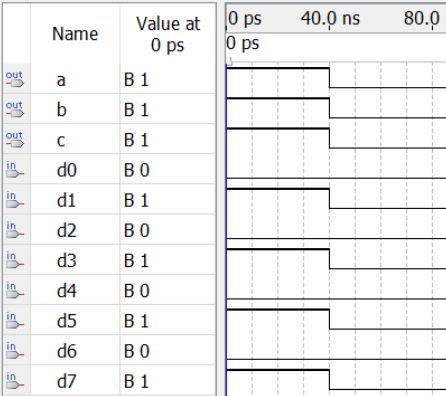 Name Value at 0 ps 0 ps 40.0 ns 80.0
0 ps
out a B 1
out b B 1
out c B 1
in d0 B 0
in d1 B 1
in d2 B 0
in d3 B 1
in d4 B 0
in d5 B 1
in d6 B 0
in d7 B 1